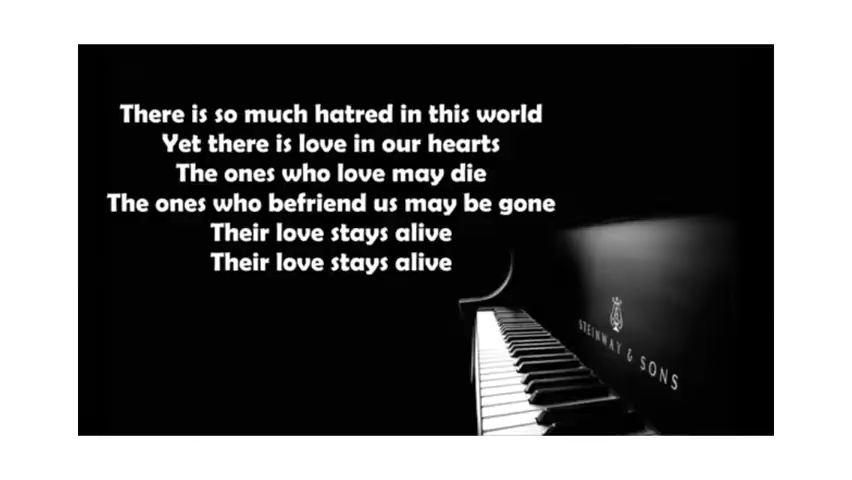 There is so much hatred in this world
Yet there is love in our hearts
The ones who love may die
The ones who befriend us may be gone
Their love stays alive
Their love stays alive
STEINWAY & SONS